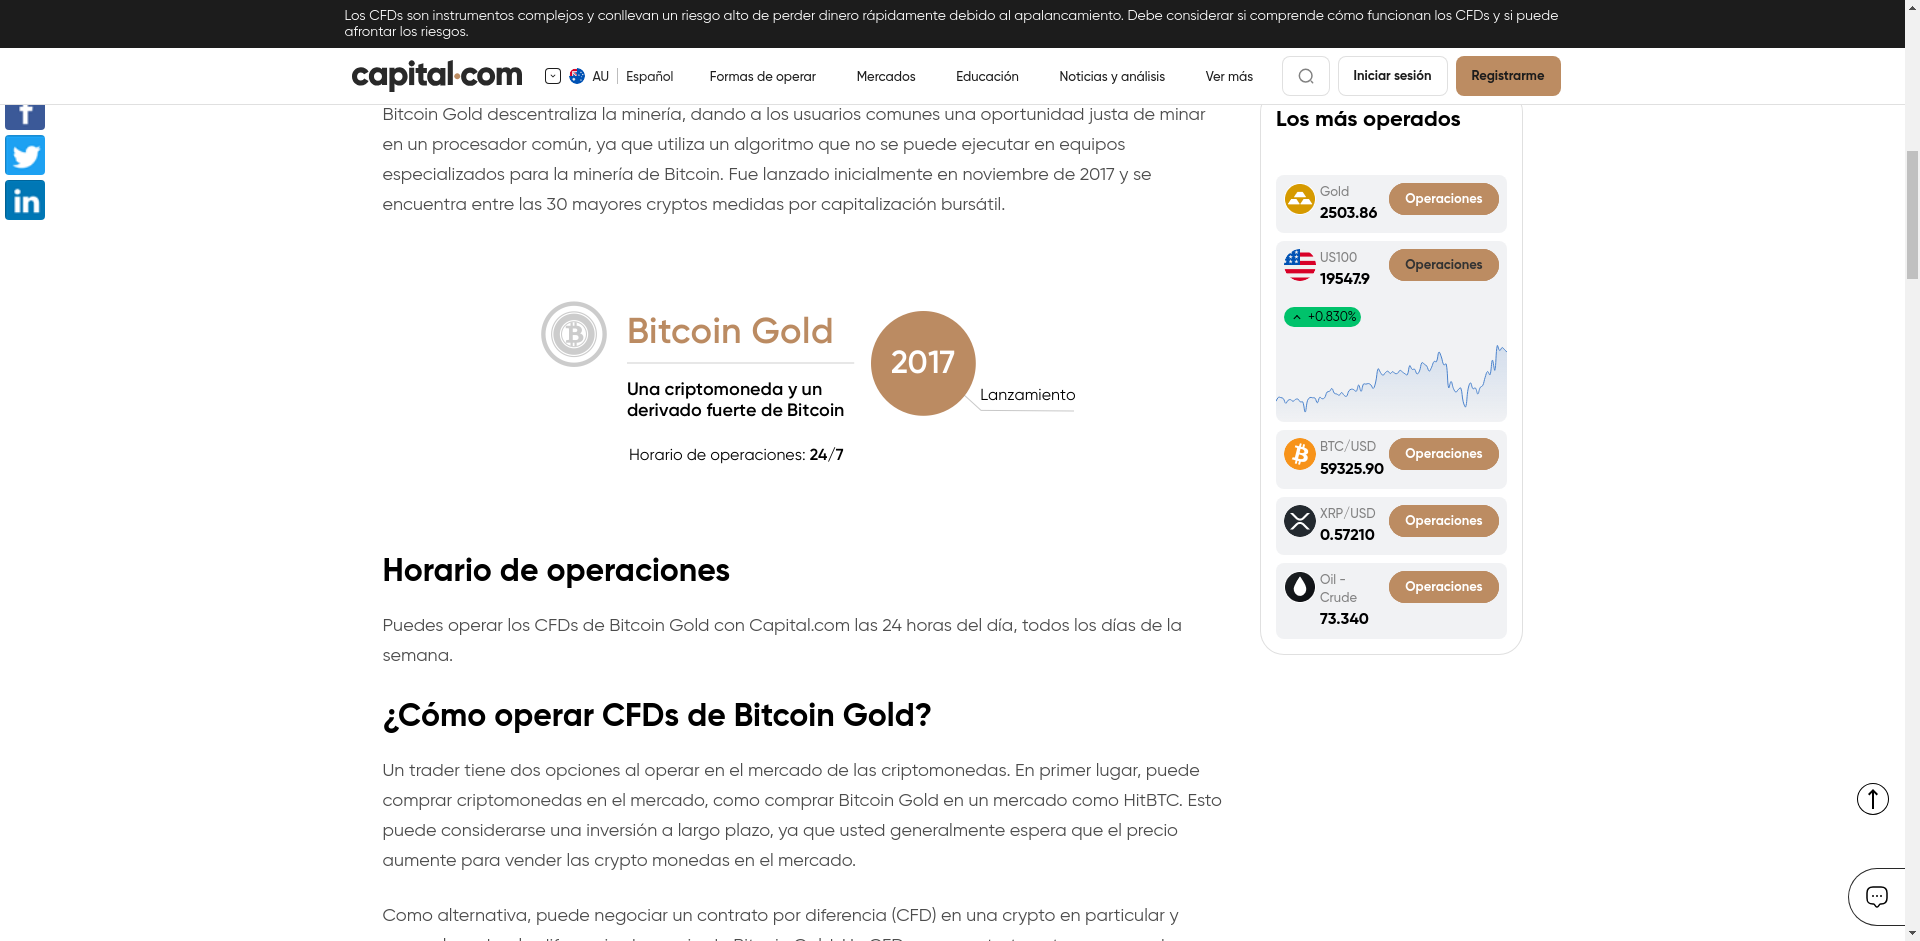 Los CFDs son instrumentos complejos y conllevan un riesgo alto de perder dinero rápidamente debido al apalancamiento. Debe considerar si comprende cómo funcionan los CFDs y si puede
afrontar los riesgos.
capital.com
AU
Español
Formas de operar
Mercados
Educación
Noticias y análisis
Ver más
Iniciar sesión
Registrarme
Bitcoin Gold descentraliza la minería, dando a los usuarios comunes una oportunidad justa de minar
en un procesador común, ya que utiliza un algoritmo que no se puede ejecutar en equipos
especializados para la minería de Bitcoin. Fue lanzado inicialmente en noviembre de 2017 y se
encuentra entre las 30 mayores cryptos medidas por capitalización bursátil.
Bitcoin Gold
Una criptomoneda y un
derivado fuerte de Bitcoin
Horario de operaciones: 24/7
2017
Lanzamiento
Horario de operaciones
Puedes operar los CFDs de Bitcoin Gold con Capital.com las 24 horas del día, todos los días de la
semana.
¿Cómo operar CFDs de Bitcoin Gold?
Un trader tiene dos opciones al operar en el mercado de las criptomonedas. En primer lugar, puede
comprar criptomonedas en el mercado, como comprar Bitcoin Gold en un mercado como HitBTC. Esto
puede considerarse una inversión a largo plazo, ya que usted generalmente espera que el precio
aumente para vender las crypto monedas en el mercado.
Como alternativa, puede negociar un contrato por diferencia (CFD) en una crypto en particular y
Los más operados
Gold
2503.86
Operaciones
US100
19547.9
Operaciones
+0.830%
BTC/USD
59325.90
Operaciones
XRP/USD
0.57210
Operaciones
Oil -
Crude
73.340
Operaciones